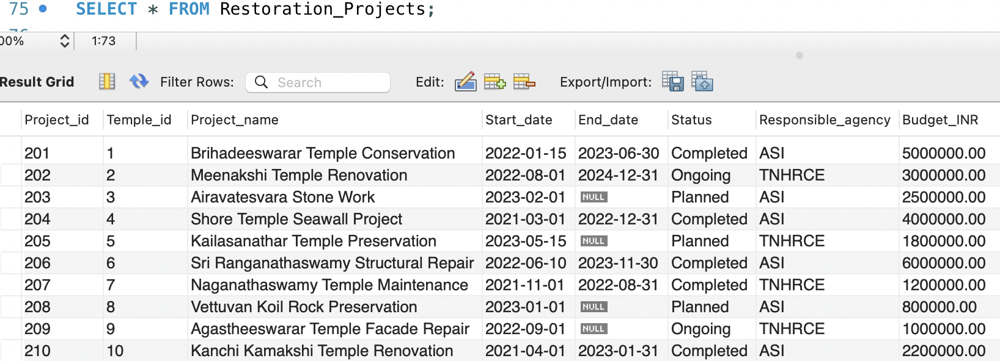 75 SELECT * FROM Restoration_Projects;
00% 1:73
Result Grid Filter Rows: Search Edit: Export/Import:
Project_id Temple_id Project_name Start_date End_date Status Responsible_agency Budget_INR
201 1 Brihadeeswarar Temple Conservation 2022-01-15 2023-06-30 Completed ASI 5000000.00
202 2 Meenakshi Temple Renovation 2022-08-01 2024-12-31 Ongoing TNHRCE 3000000.00
203 3 Airavatesvara Stone Work 2023-02-01 NULL Planned ASI 2500000.00
204 4 Shore Temple Seawall Project 2021-03-01 2022-12-31 Completed ASI 4000000.00
205 5 Kailasanathar Temple Preservation 2023-05-15 NULL Planned TNHRCE 1800000.00
206 6 Sri Ranganathaswamy Structural Repair 2022-06-10 2023-11-30 Completed ASI 6000000.00
207 7 Naganathaswamy Temple Maintenance 2021-11-01 2022-08-31 Completed TNHRCE 1200000.00
208 8 Vettuvan Koil Rock Preservation 2023-01-01 NULL Planned ASI 800000.00
209 9 Agastheeswarar Temple Facade Repair 2022-09-01 NULL Ongoing TNHRCE 1000000.00
210 10 Kanchi Kamakshi Temple Renovation 2021-04-01 2023-01-31 Completed ASI 2200000.00